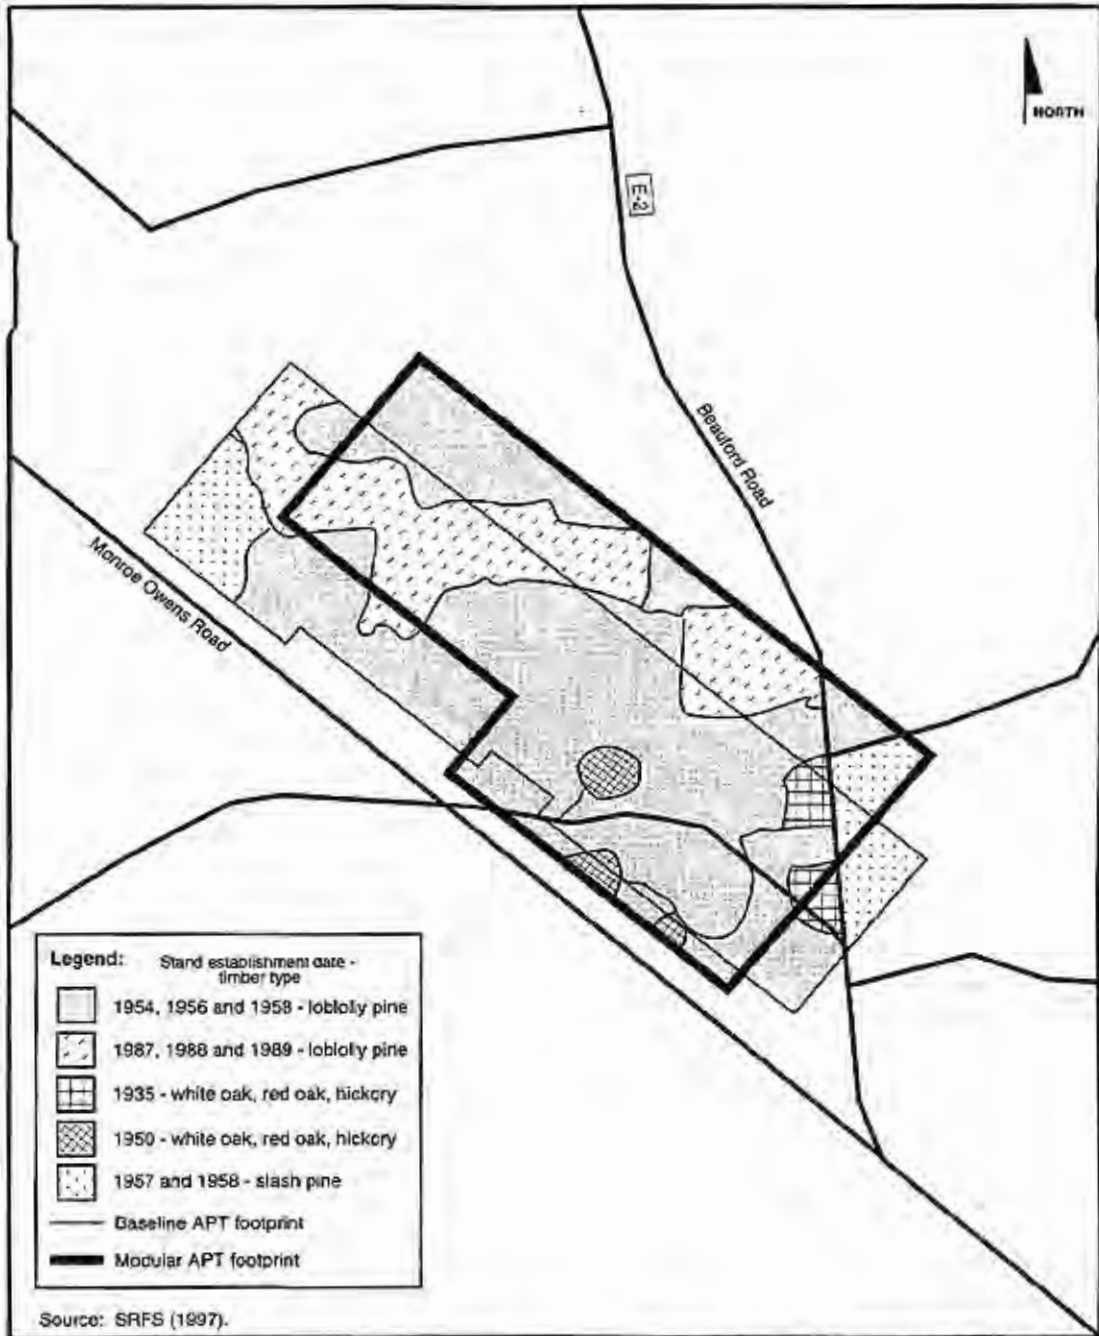 NORTH
E-2
Beauford Road
Monroe Owens Road
Legend: Stand establishment date -
timber type
1954, 1956 and 1958 - loblolly pine
1987, 1988 and 1989 - loblolly pine
1935 - white oak, red oak, hickory
1950 - white oak, red oak, hickory
1957 and 1958 - slash pine
Baseline APT footprint
Modular APT footprint
Source: SRFS (1997).